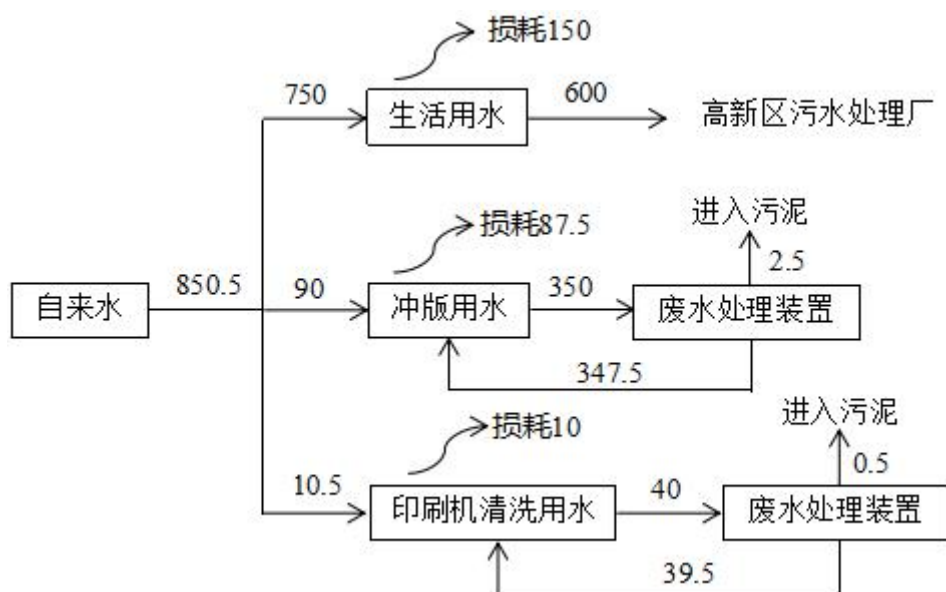 损耗150
750
生活用水
600
高新区污水处理厂
损耗87.5
进入污泥
2.5
自来水
850.5
90
冲版用水
350
废水处理装置
347.5
损耗10
进入污泥
0.5
10.5
印刷机清洗用水
40
废水处理装置
39.5